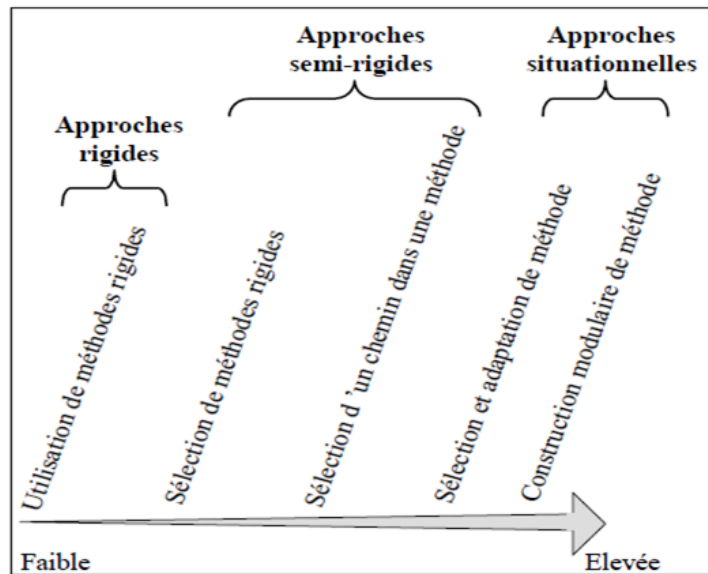 Approches
semi-rigides
Approches
situationnelles
Approches
rigides
Utilisation de méthodes rigides
Sélection de méthodes rigides
Sélection d ’un chemin dans une méthode
Sélection et adaptation de méthode
Construction modulaire de méthode
Faible
Elevée